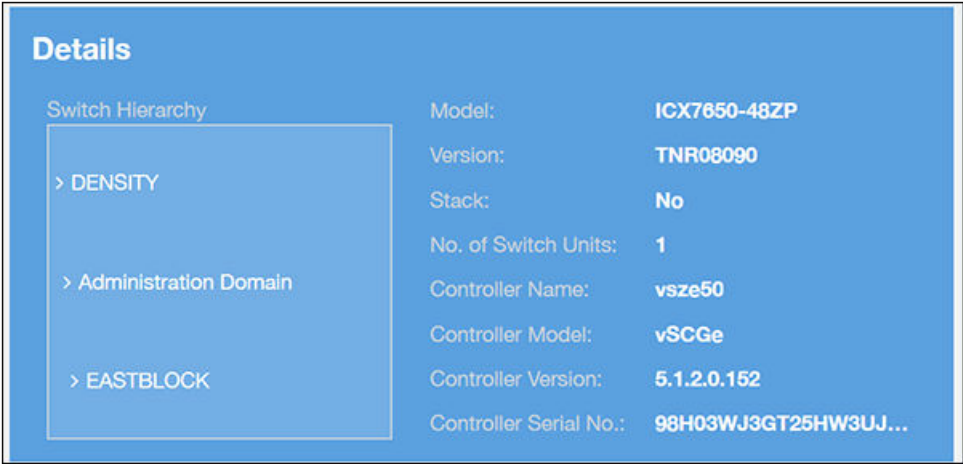 Details
Switch Hierarchy
> DENSITY
> Administration Domain
> EASTBLOCK
Model: ICX7650-48ZP
Version: TNR08090
Stack: No
No. of Switch Units: 1
Controller Name: vsze50
Controller Model: vSCGe
Controller Version: 5.1.2.0.152
Controller Serial No.: 98H03WJ3GT25HW3UJ...